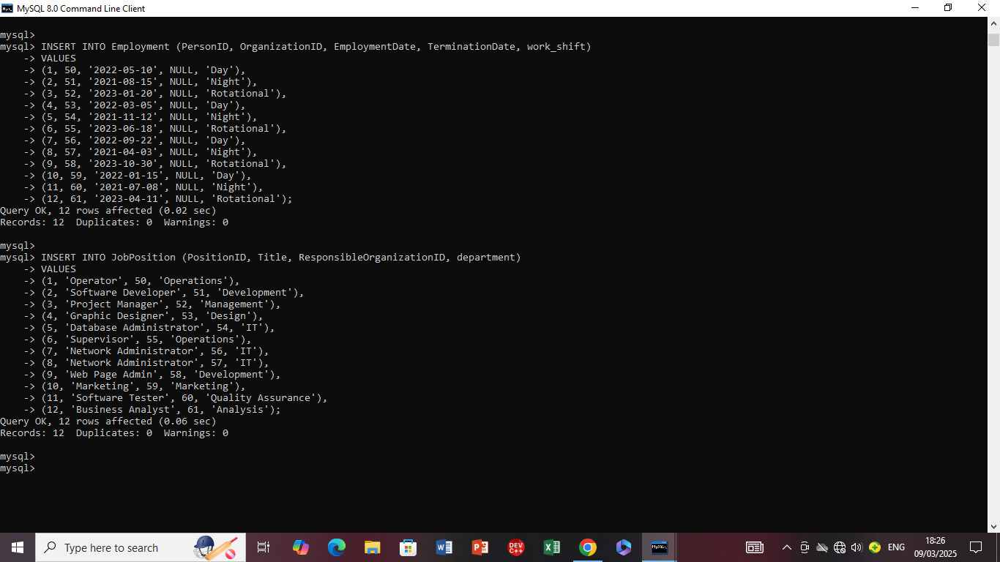 MySQL 8.0 Command Line Client
mysql>
mysql> INSERT INTO Employment (PersonID, OrganizationID, EmploymentDate, TerminationDate, work_shift)
    -> VALUES
    -> (1, 50, '2022-05-10', NULL, 'Day'),
    -> (2, 51, '2021-08-15', NULL, 'Night'),
    -> (3, 52, '2023-01-20', NULL, 'Rotational'),
    -> (4, 53, '2022-03-05', NULL, 'Day'),
    -> (5, 54, '2021-11-12', NULL, 'Night'),
    -> (6, 55, '2023-06-18', NULL, 'Rotational'),
    -> (7, 56, '2022-09-22', NULL, 'Day'),
    -> (8, 57, '2021-04-03', NULL, 'Night'),
    -> (9, 58, '2023-10-30', NULL, 'Rotational'),
    -> (10, 59, '2022-01-15', NULL, 'Day'),
    -> (11, 60, '2021-07-08', NULL, 'Night'),
    -> (12, 61, '2023-04-11', NULL, 'Rotational');
Query OK, 12 rows affected (0.02 sec)
Records: 12  Duplicates: 0  Warnings: 0
mysql>
mysql> INSERT INTO JobPosition (PositionID, Title, ResponsibleOrganizationID, department)
    -> VALUES
    -> (1, 'Operator', 50, 'Operations'),
    -> (2, 'Software Developer', 51, 'Development'),
    -> (3, 'Project Manager', 52, 'Management'),
    -> (4, 'Graphic Designer', 53, 'Design'),
    -> (5, 'Database Administrator', 54, 'IT'),
    -> (6, 'Supervisor', 55, 'Operations'),
    -> (7, 'Network Administrator', 56, 'IT'),
    -> (8, 'Network Administrator', 57, 'IT'),
    -> (9, 'Web Page Admin', 58, 'Development'),
    -> (10, 'Marketing', 59, 'Marketing'),
    -> (11, 'Software Tester', 60, 'Quality Assurance'),
    -> (12, 'Business Analyst', 61, 'Analysis');
Query OK, 12 rows affected (0.06 sec)
Records: 12  Duplicates: 0  Warnings: 0
mysql>
mysql>
Type here to search
DEV
C++
MySQL
ENG
18:26
09/03/2025